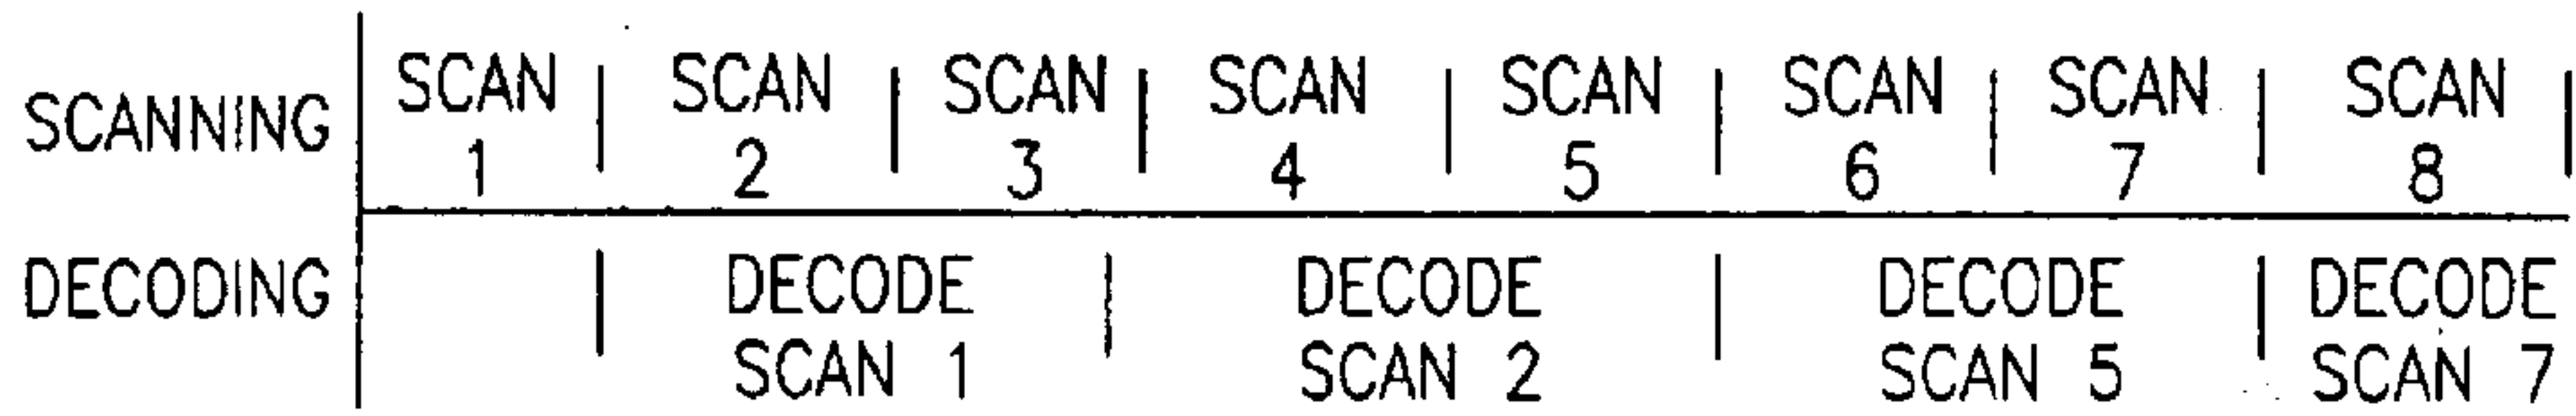 SCANNING
SCAN 1
SCAN 2
SCAN 3
SCAN 4
SCAN 5
SCAN 6
SCAN 7
SCAN 8
DECODING
DECODE
SCAN 1
DECODE
SCAN 2
DECODE
SCAN 5
DECODE
SCAN 7